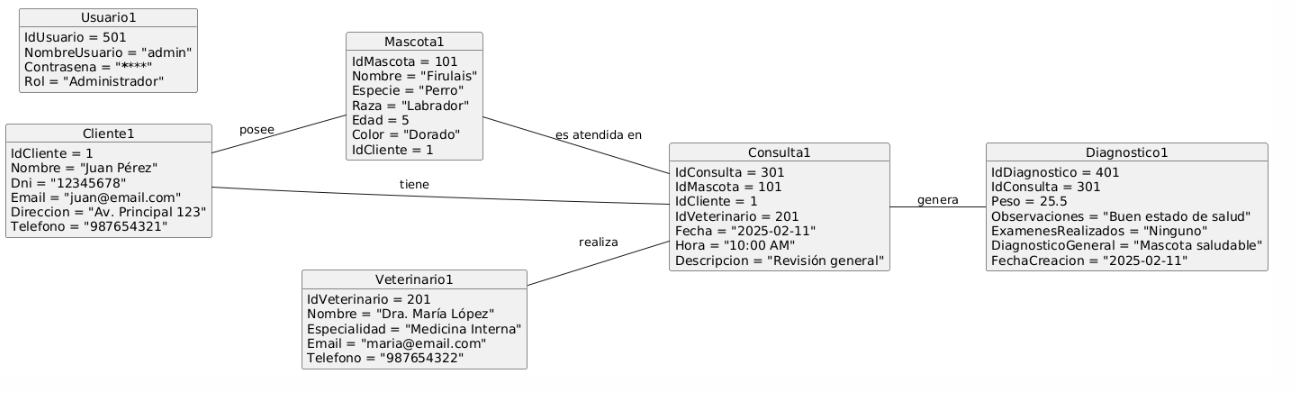 Usuario1
IdUsuario = 501
NombreUsuario = "admin"
Contrasena = "****"
Rol = "Administrador"
Cliente1
IdCliente = 1
Nombre = "Juan Pérez"
Dni = "12345678"
Email = "juan@email.com"
Direccion = "Av. Principal 123"
Telefono = "987654321"
posee
Mascota1
IdMascota = 101
Nombre = "Firulais"
Especie = "Perro"
Raza = "Labrador"
Edad = 5
Color = "Dorado"
IdCliente = 1
es atendida en
tiene
realiza
Veterinario1
IdVeterinario = 201
Nombre = "Dra. María López"
Especialidad = "Medicina Interna"
Email = "maria@email.com"
Telefono = "987654322"
Consulta1
IdConsulta = 301
IdMascota = 101
IdCliente = 1
IdVeterinario = 201
Fecha = "2025-02-11"
Hora = "10:00 AM"
Descripcion = "Revisión general"
genera
Diagnostico1
IdDiagnostico = 401
IdConsulta = 301
Peso = 25.5
Observaciones = "Buen estado de salud"
ExamenesRealizados = "Ninguno"
DiagnosticoGeneral = "Mascota saludable"
FechaCreacion = "2025-02-11"